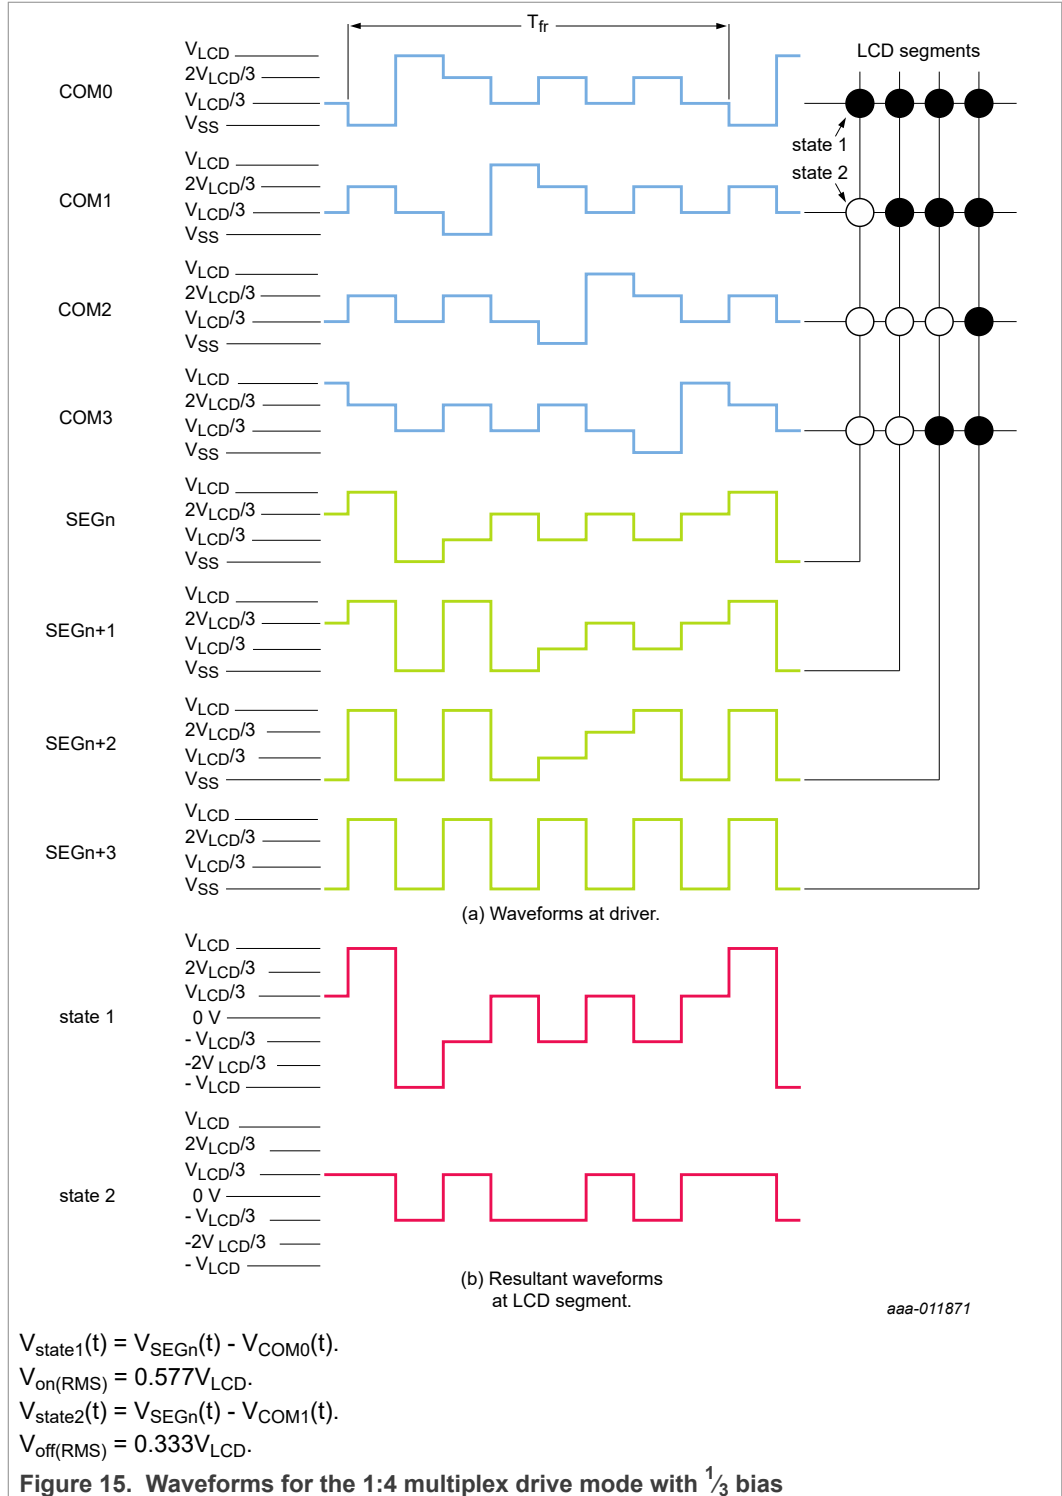 T_fr
LCD segments
COM0
V_LCD
2V_LCD/3
V_LCD/3
V_SS
state 1
state 2
COM1
V_LCD
2V_LCD/3
V_LCD/3
V_SS
COM2
V_LCD
2V_LCD/3
V_LCD/3
V_SS
COM3
V_LCD
2V_LCD/3
V_LCD/3
V_SS
SEGn
V_LCD
2V_LCD/3
V_LCD/3
V_SS
SEGn+1
V_LCD
2V_LCD/3
V_LCD/3
V_SS
SEGn+2
V_LCD
2V_LCD/3
V_LCD/3
V_SS
SEGn+3
V_LCD
2V_LCD/3
V_LCD/3
V_SS
(a) Waveforms at driver.
state 1
V_LCD
2V_LCD/3
V_LCD/3
0 V
- V_LCD/3
-2V_LCD/3
- V_LCD
state 2
V_LCD
2V_LCD/3
V_LCD/3
0 V
- V_LCD/3
-2V_LCD/3
- V_LCD
(b) Resultant waveforms
at LCD segment.
aaa-011871
V_state1(t) = V_SEGn(t) - V_COM0(t).
V_on(RMS) = 0.577V_LCD.
V_state2(t) = V_SEGn(t) - V_COM1(t).
V_off(RMS) = 0.333V_LCD.
Figure 15. Waveforms for the 1:4 multiplex drive mode with 1⁄3 bias